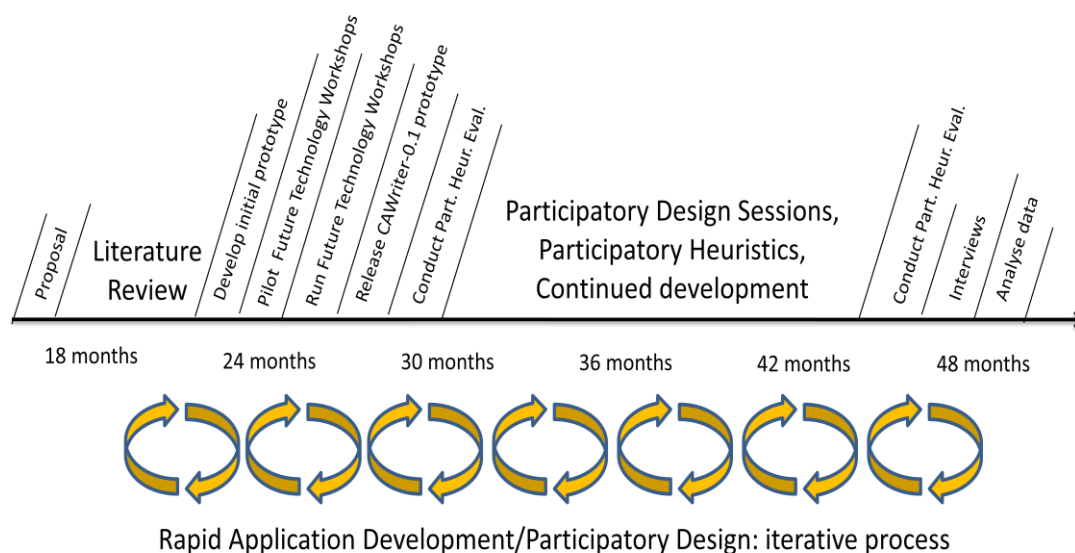 Proposal
Literature
Review
Develop initial prototype
Pilot Future Technology Workshops
Run Future Technology Workshops
Release CAWriter-0.1 prototype
Conduct Part. Heur. Eval.
Participatory Design Sessions,
Participatory Heuristics,
Continued development
Conduct Part. Heur. Eval.
Interviews
Analyse data
18 months
24 months
30 months
36 months
42 months
48 months
Rapid Application Development/Participatory Design: iterative process